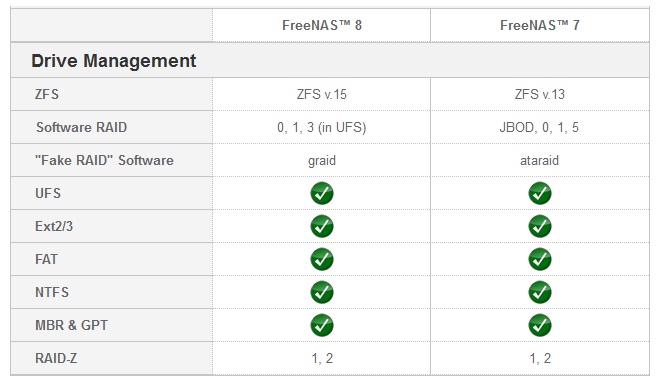 FreeNAS™ 8 FreeNAS™ 7
Drive Management
ZFS ZFS v.15 ZFS v.13
Software RAID 0, 1, 3 (in UFS) JBOD, 0, 1, 5
"Fake RAID" Software graid ataraid
UFS
Ext2/3
FAT
NTFS
MBR & GPT
RAID-Z 1, 2 1, 2